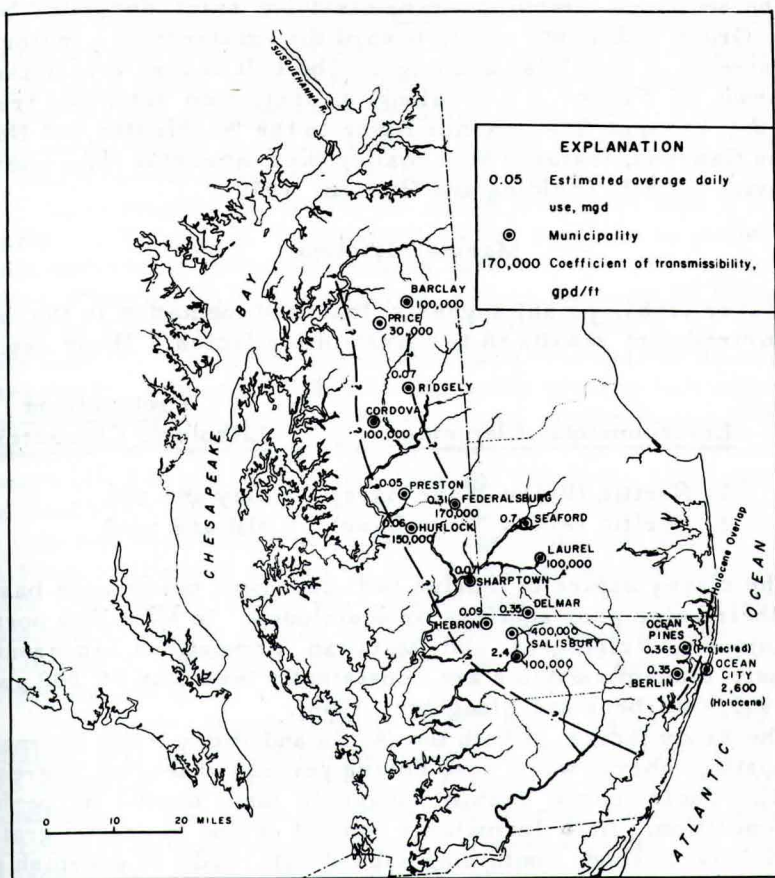 SUSQUEHANNA R.
EXPLANATION
0.05 Estimated average daily
use, mgd
Municipality
170,000 Coefficient of transmissibility,
gpd/ft
CHESAPEAKE
BAY
BARCLAY
100,000
PRICE
30,000
0.07
RIDGELY
CORDOVA
100,000
0.05 PRESTON
0.31 FEDERALSBURG
170,000
0.06 HURLOCK
150,000
0.7 SEAFORD
LAUREL
100,000
0.07
SHARPTOWN
0.09
HEBRON
0.35 DELMAR
400,000
SALISBURY
2.4
100,000
Holocene Overlap
OCEAN
PINES
0.365 (Projected)
0.35
BERLIN
OCEAN
CITY
2,600
(Holocene)
ATLANTIC
OCEAN
0 10 20 MILES